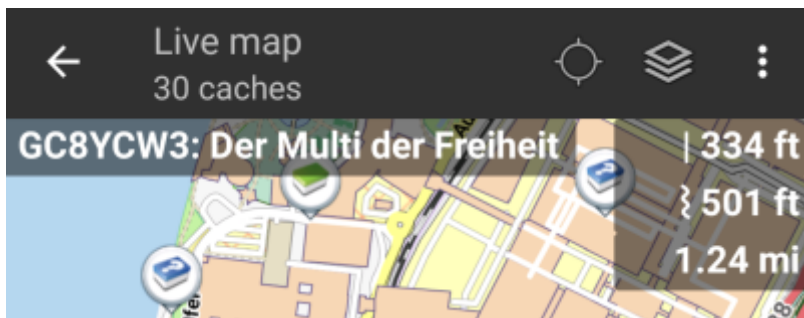 Live map
30 caches
GC8YCW3: Der Multi der Freiheit
334 ft
501 ft
1.24 mi